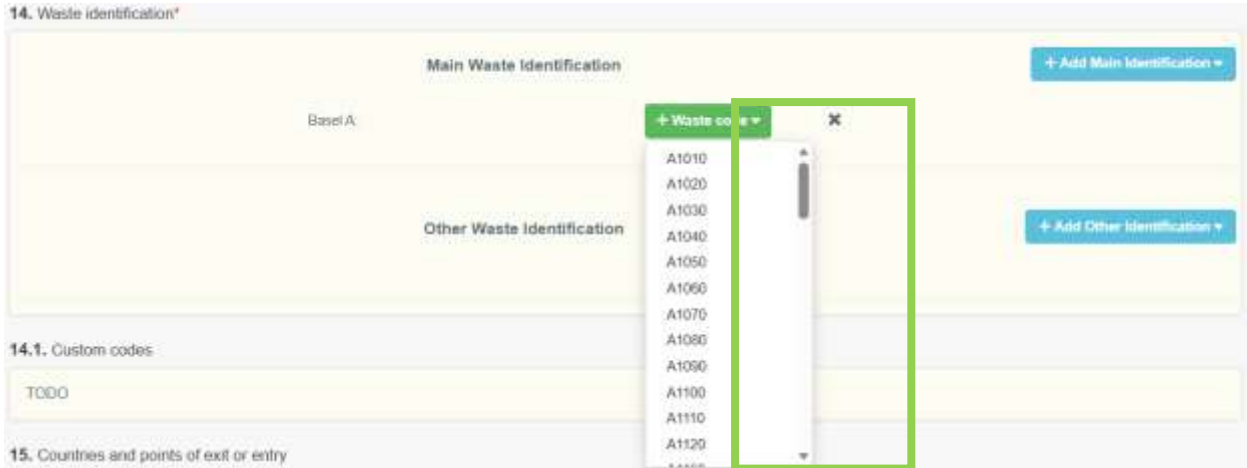 14. Waste identification*
Main Waste Identification
+ Add Main Identification
Basel A
+ Waste code
A1010
A1020
A1030
A1040
A1050
A1060
A1070
A1080
A1090
A1100
A1110
A1120
Other Waste Identification
+ Add Other Identification
14.1. Custom codes
TODO
15. Countries and points of exit or entry